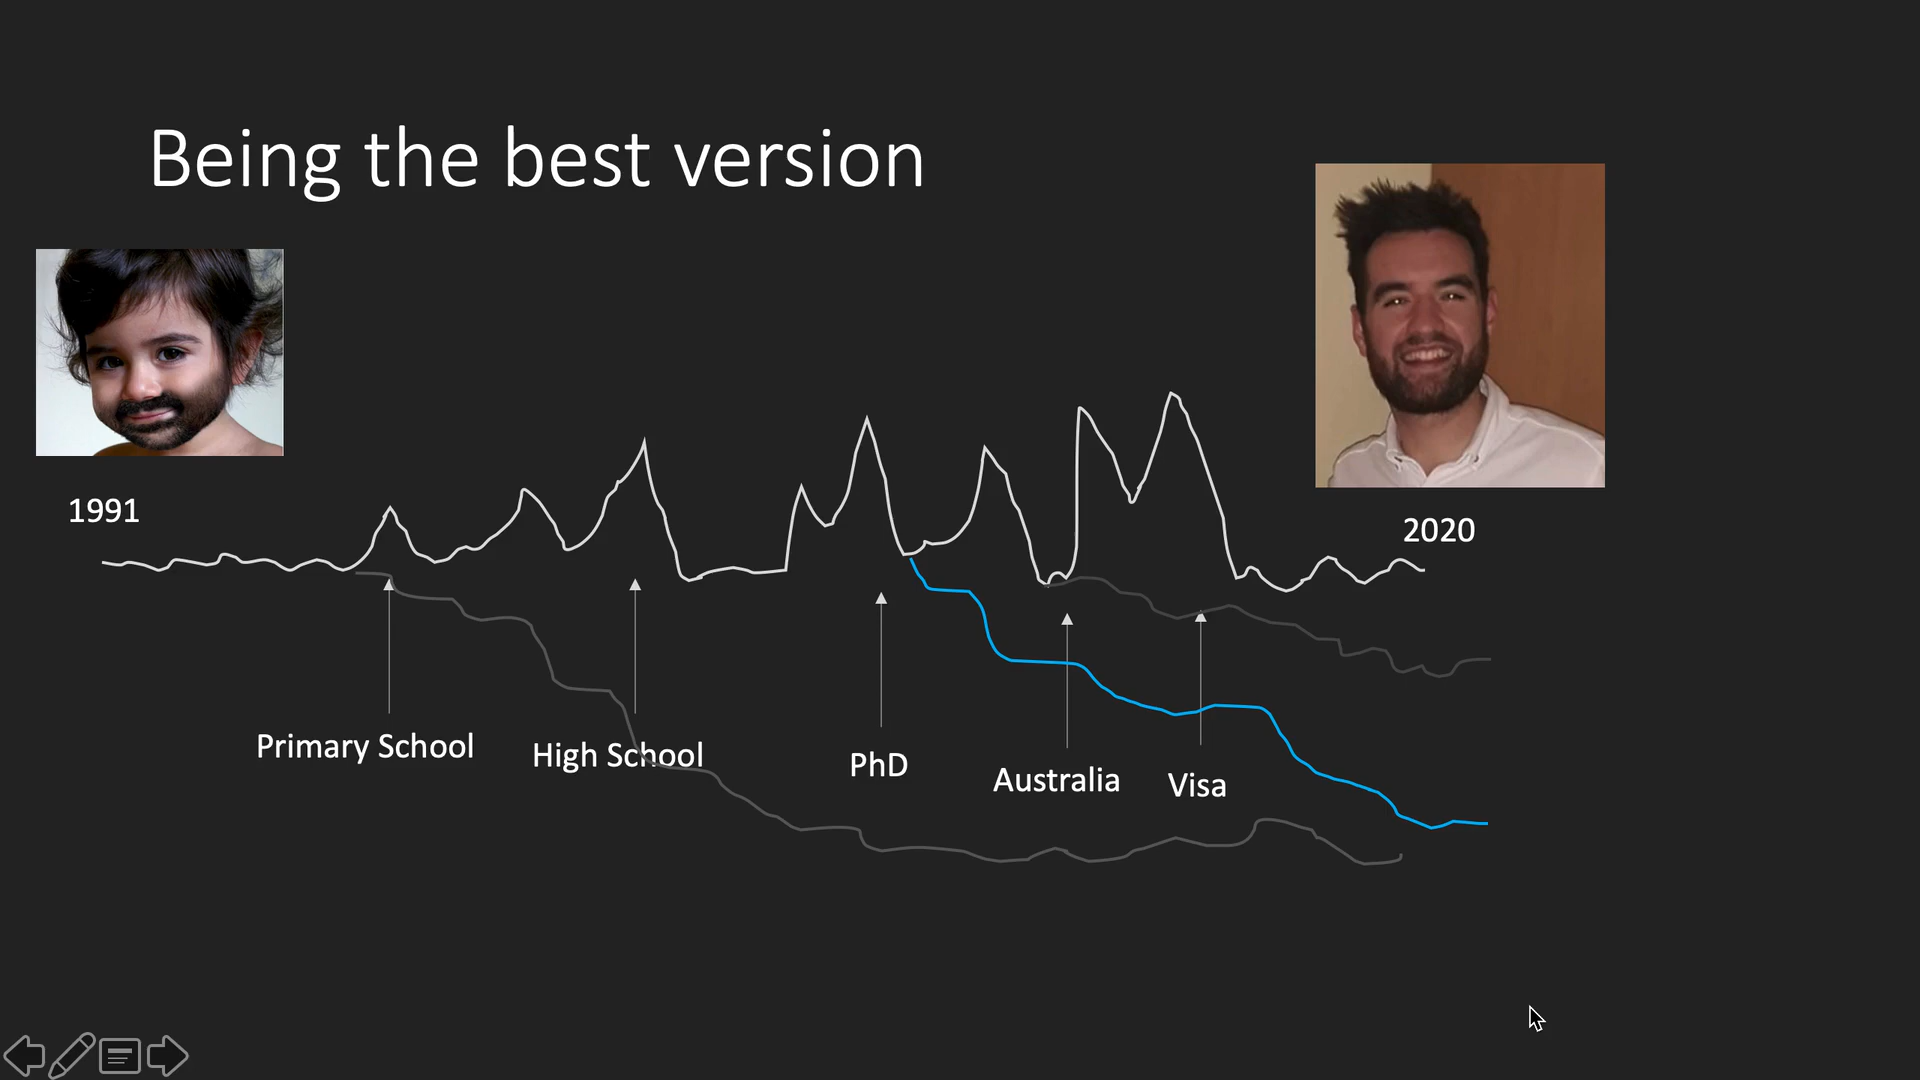 Being the best version
1991
2020
Primary School
High School
PhD
Australia
Visa